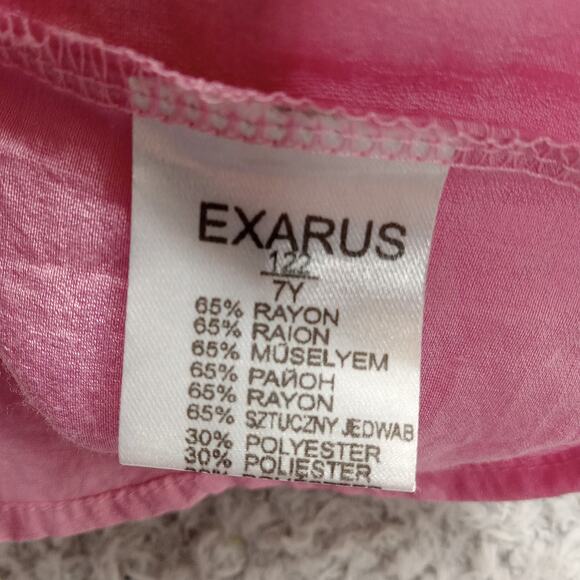 EXARUS
122
7Y
65% RAYON
65% RAION
65% MŰSELYEM
65% РАЙОН
65% RAYON
65% SZTUCZNY JEDWAB
30% POLYESTER
30% POLIESTER